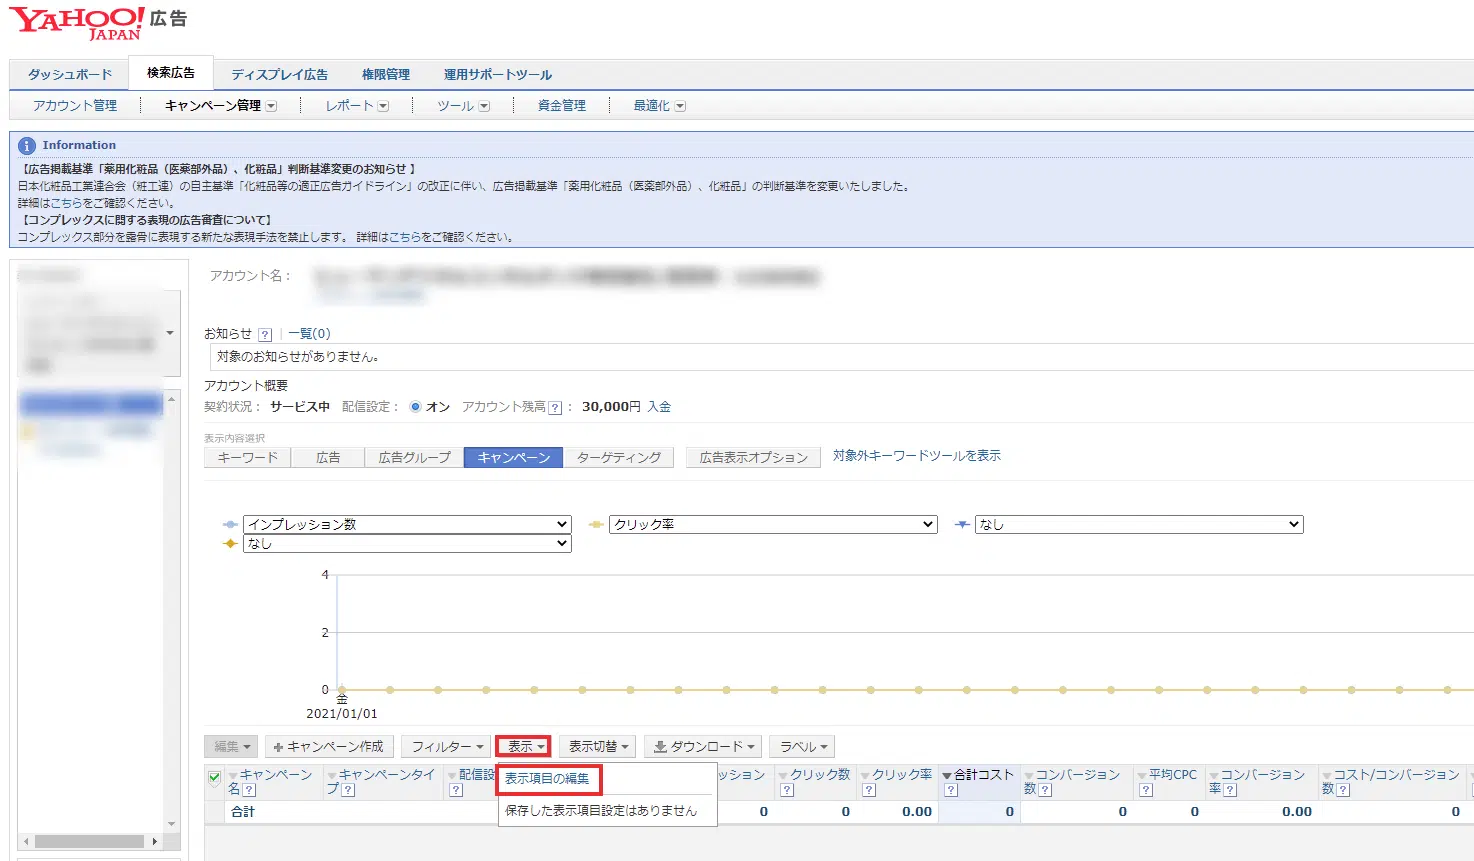 YAHOO! JAPAN 広告
ダッシュボード 検索広告 ディスプレイ広告 権限管理 運用サポートツール
アカウント管理 キャンペーン管理 レポート ツール 資金管理 最適化
Information
【広告掲載基準「薬用化粧品（医薬部外品）、化粧品」判断基準変更のお知らせ 】
日本化粧品工業連合会（粧工連）の自主基準「化粧品等の適正広告ガイドライン」の改正に伴い、広告掲載基準「薬用化粧品（医薬部外品）、化粧品」の判断基準を変更いたしました。
詳細はこちらをご確認ください。
【コンプレックスに関する表現の広告審査について】
コンプレックス部分を露骨に表現する新たな表現手法を禁止します。 詳細はこちらをご確認ください。
アカウント名：
お知らせ ? | 一覧(0)
対象のお知らせがありません。
アカウント概要
契約状況： サービス中 配信設定： オン アカウント残高 ? ： 30,000円 入金
表示内容選択
キーワード 広告 広告グループ キャンペーン ターゲティング 広告表示オプション 対象外キーワードツールを表示
インプレッション数 クリック率 なし
なし
4
2
0
金
2021/01/01
編集 キャンペーン作成 フィルター 表示 表示切替 ダウンロード ラベル
キャンペーン名 ? キャンペーンタイプ ? 配信設 ? ッション クリック数 ? クリック率 ? 合計コスト ? コンバージョン数 ? 平均CPC ? コンバージョン率 ? コスト/コンバージョン数 ?
表示項目の編集
保存した表示項目設定はありません
合計 0 0 0.00 0 0 0 0.00 0